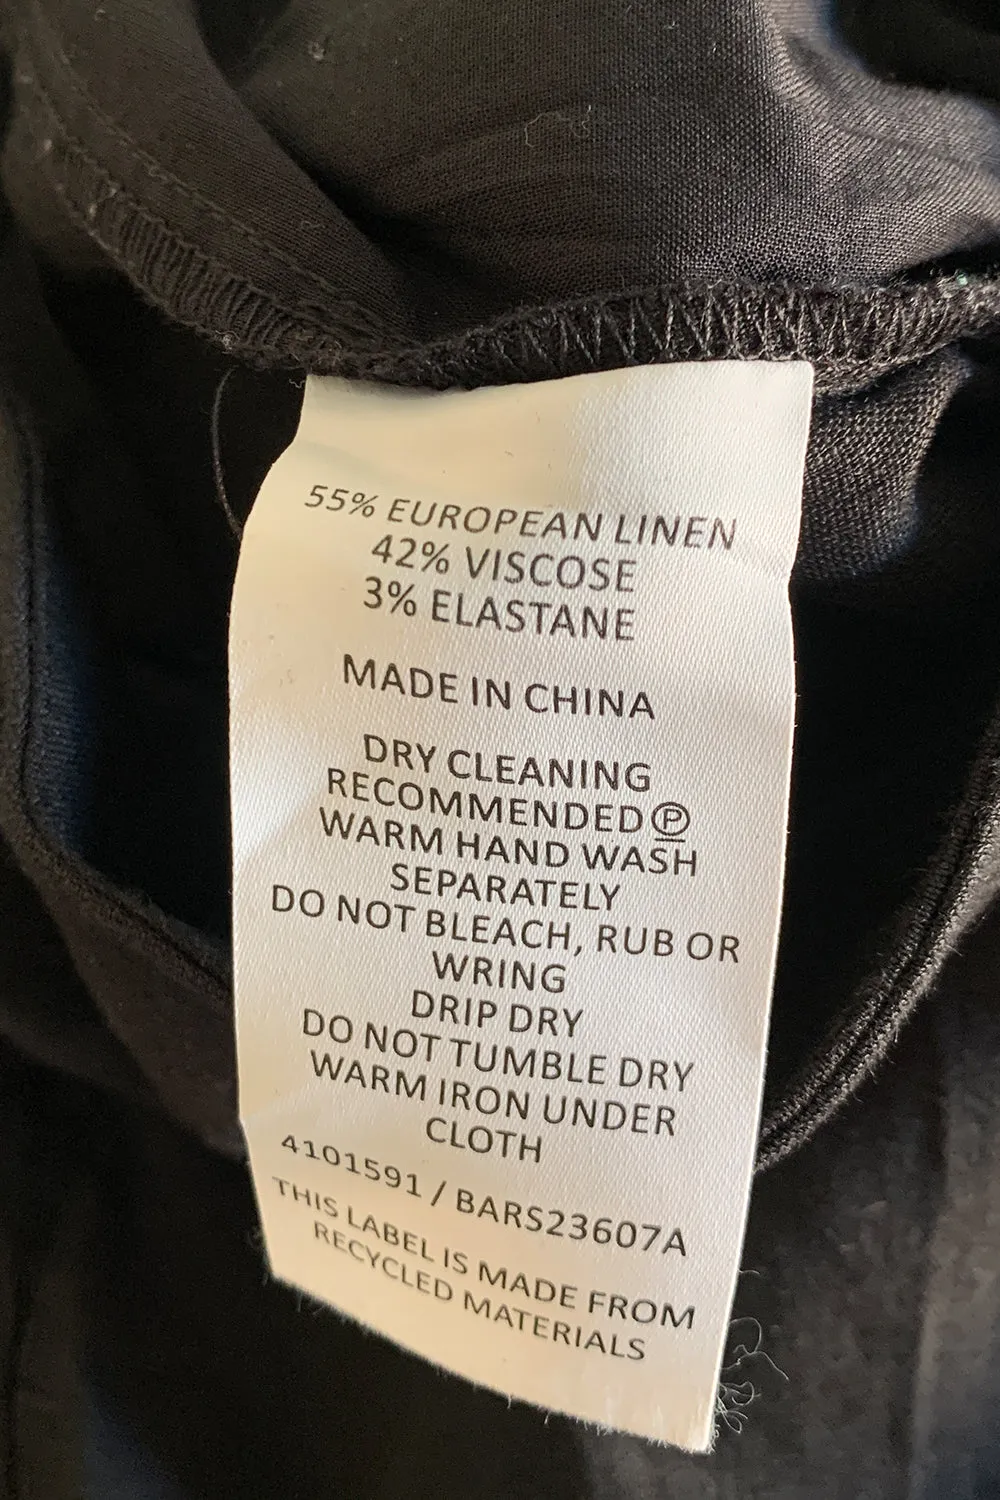 55% EUROPEAN LINEN
42% VISCOSE
3% ELASTANE
MADE IN CHINA
DRY CLEANING
RECOMMENDED Ⓟ
WARM HAND WASH
SEPARATELY
DO NOT BLEACH, RUB OR
WRING
DRIP DRY
DO NOT TUMBLE DRY
WARM IRON UNDER
CLOTH
4101591 / BARS23607A
THIS LABEL IS MADE FROM
RECYCLED MATERIALS